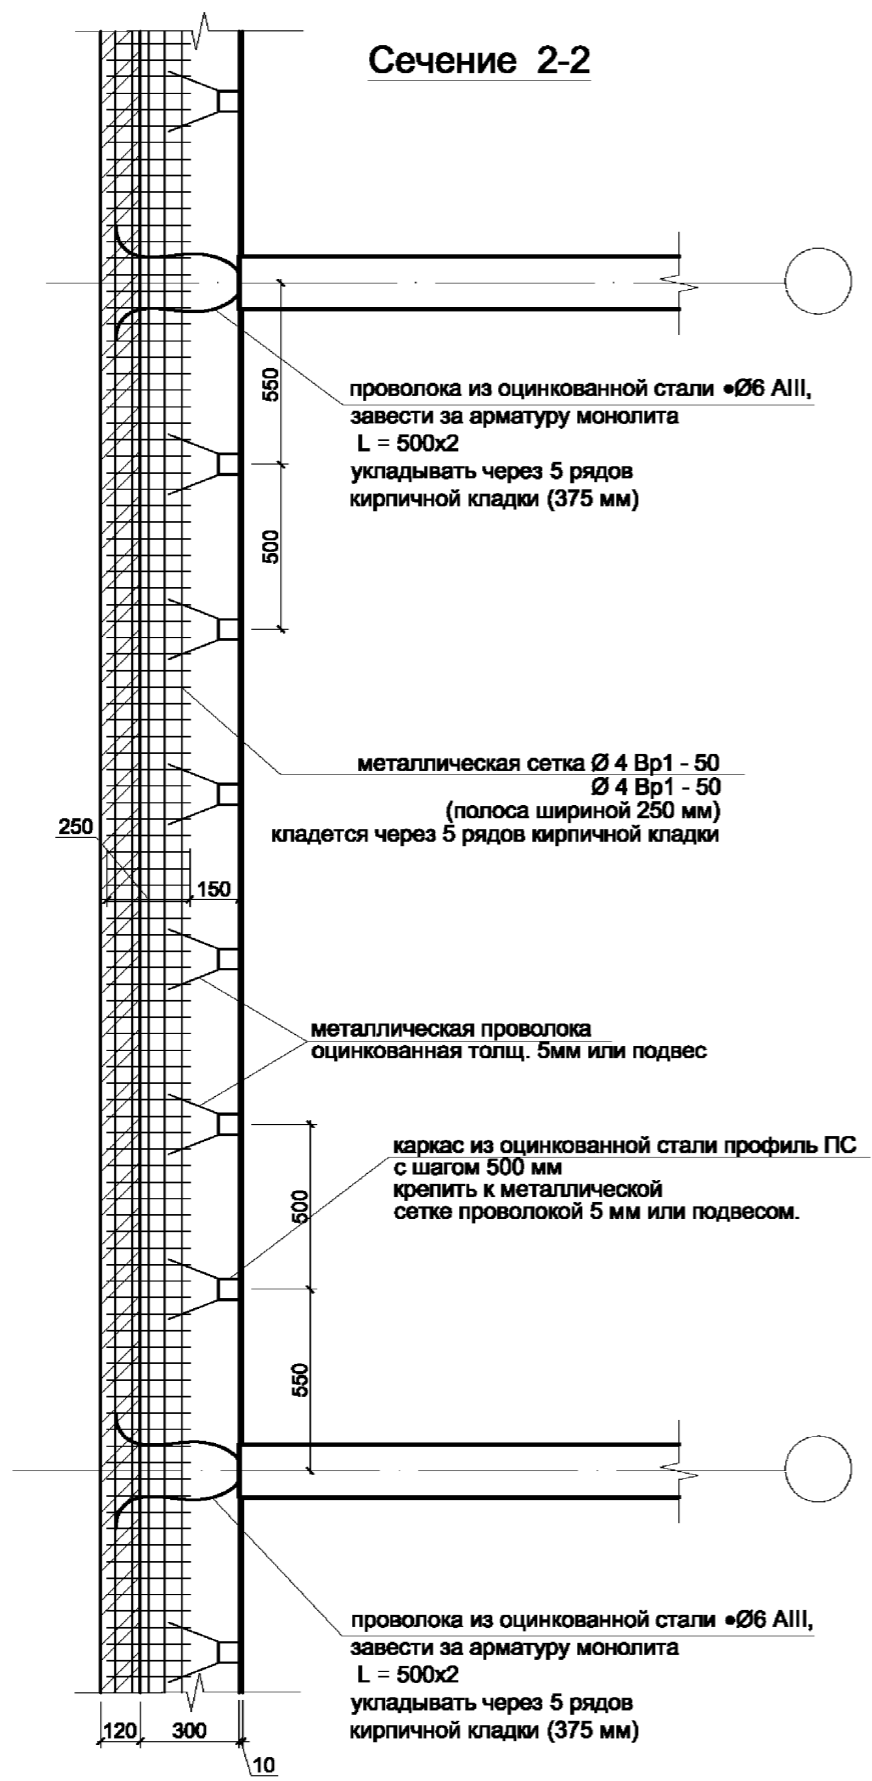 Сечение 2-2
550
проволока из оцинкованной стали •Ø6 АIII,
завести за арматуру монолита
L = 500x2
укладывать через 5 рядов
кирпичной кладки (375 мм)
500
металлическая сетка Ø 4 Вр1 - 50
Ø 4 Вр1 - 50
(полоса шириной 250 мм)
кладется через 5 рядов кирпичной кладки
250
150
металлическая проволока
оцинкованная толщ. 5мм или подвес
каркас из оцинкованной стали профиль ПС
с шагом 500 мм
крепить к металлической
сетке проволокой 5 мм или подвесом.
500
550
проволока из оцинкованной стали •Ø6 АIII,
завести за арматуру монолита
L = 500x2
укладывать через 5 рядов
кирпичной кладки (375 мм)
120
300
10